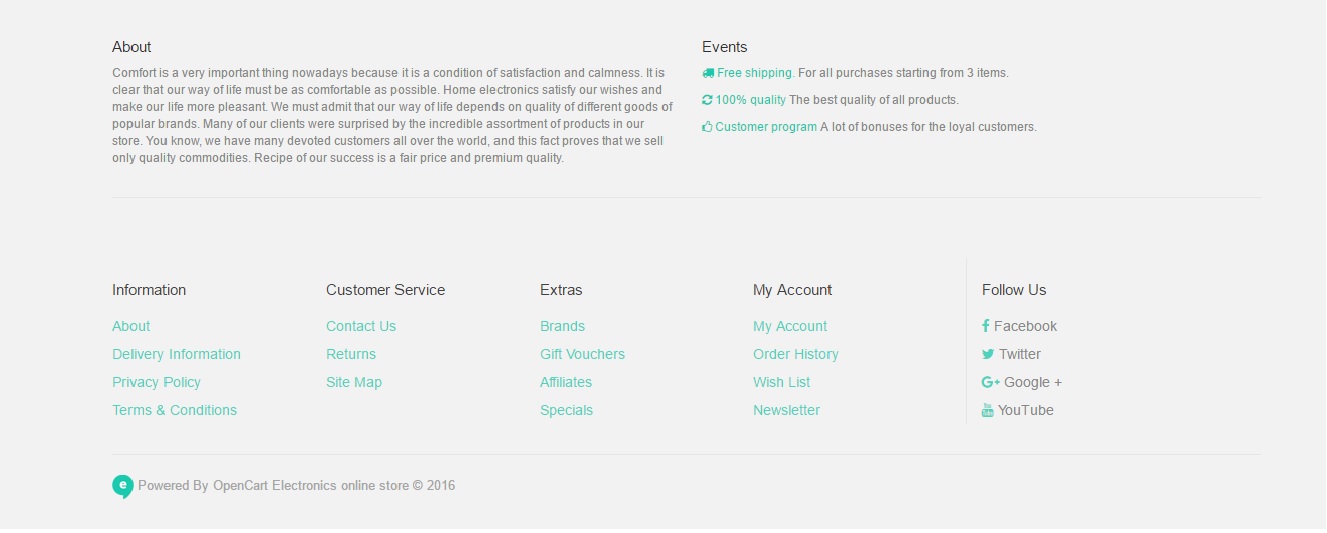 About
Comfort is a very important thing nowadays because it is a condition of satisfaction and calmness. It is
clear that our way of life must be as comfortable as possible. Home electronics satisfy our wishes and
make our life more pleasant. We must admit that our way of life depends on quality of different goods of
popular brands. Many of our clients were surprised by the incredible assortment of products in our
store. You know, we have many devoted customers all over the world, and this fact proves that we sell
only quality commodities. Recipe of our success is a fair price and premium quality.
Events
Free shipping. For all purchases starting from 3 items.
100% quality The best quality of all products.
Customer program A lot of bonuses for the loyal customers.
Information
About
Delivery Information
Privacy Policy
Terms & Conditions
Customer Service
Contact Us
Returns
Site Map
Extras
Brands
Gift Vouchers
Affiliates
Specials
My Account
My Account
Order History
Wish List
Newsletter
Follow Us
Facebook
Twitter
Google +
YouTube
e Powered By OpenCart Electronics online store © 2016